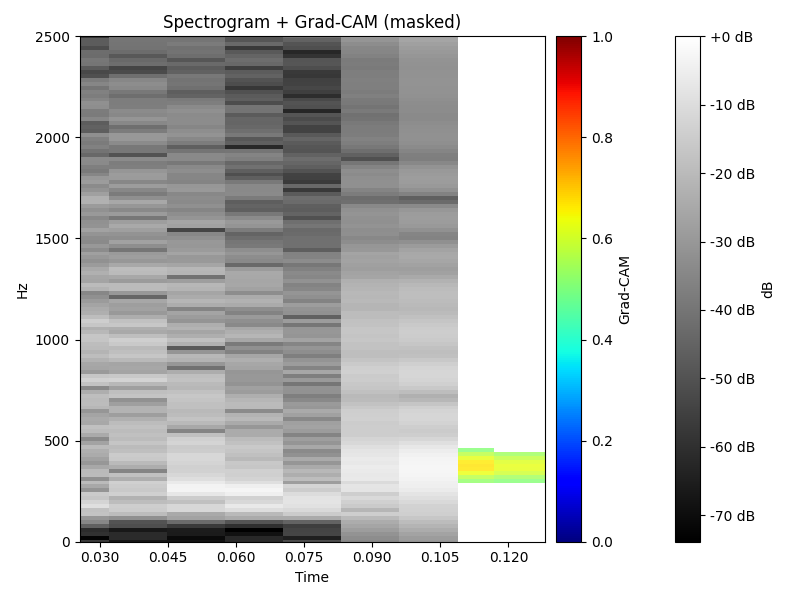 Spectrogram + Grad-CAM (masked)
2500
2000
1500
1000
500
0
Hz
0.030
0.045
0.060
0.075
0.090
0.105
0.120
Time
1.0
0.8
0.6
0.4
0.2
0.0
Grad-CAM
+0 dB
-10 dB
-20 dB
-30 dB
-40 dB
-50 dB
-60 dB
-70 dB
dB